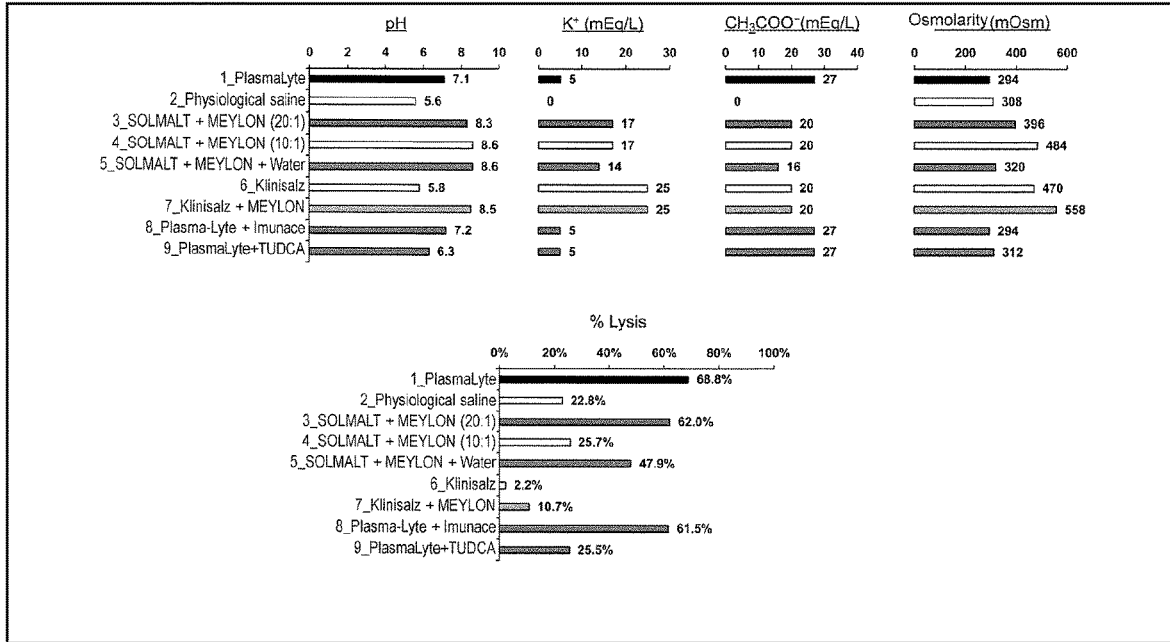 pH K⁺ (mEq/L) CH₃COO⁻(mEq/L) Osmolarity(mOsm)
0 2 4 6 8 10 0 10 20 30 0 10 20 30 40 0 200 400 600
1_PlasmaLyte 7.1 5 27 294
2_Physiological saline 5.6 0 0 308
3_SOLMALT + MEYLON (20:1) 8.3 17 20 396
4_SOLMALT + MEYLON (10:1) 8.6 17 20 484
5_SOLMALT + MEYLON + Water 8.6 14 16 320
6_Klinisalz 5.8 25 20 470
7_Klinisalz + MEYLON 8.5 25 20 558
8_Plasma-Lyte + Imunace 7.2 5 27 294
9_PlasmaLyte+TUDCA 6.3 5 27 312
% Lysis
0% 20% 40% 60% 80% 100%
1_PlasmaLyte 68.8%
2_Physiological saline 22.8%
3_SOLMALT + MEYLON (20:1) 62.0%
4_SOLMALT + MEYLON (10:1) 25.7%
5_SOLMALT + MEYLON + Water 47.9%
6_Klinisalz 2.2%
7_Klinisalz + MEYLON 10.7%
8_Plasma-Lyte + Imunace 61.5%
9_PlasmaLyte+TUDCA 25.5%